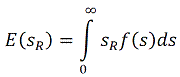 E(s_R) = ∫_0^∞ s_R f(s)ds